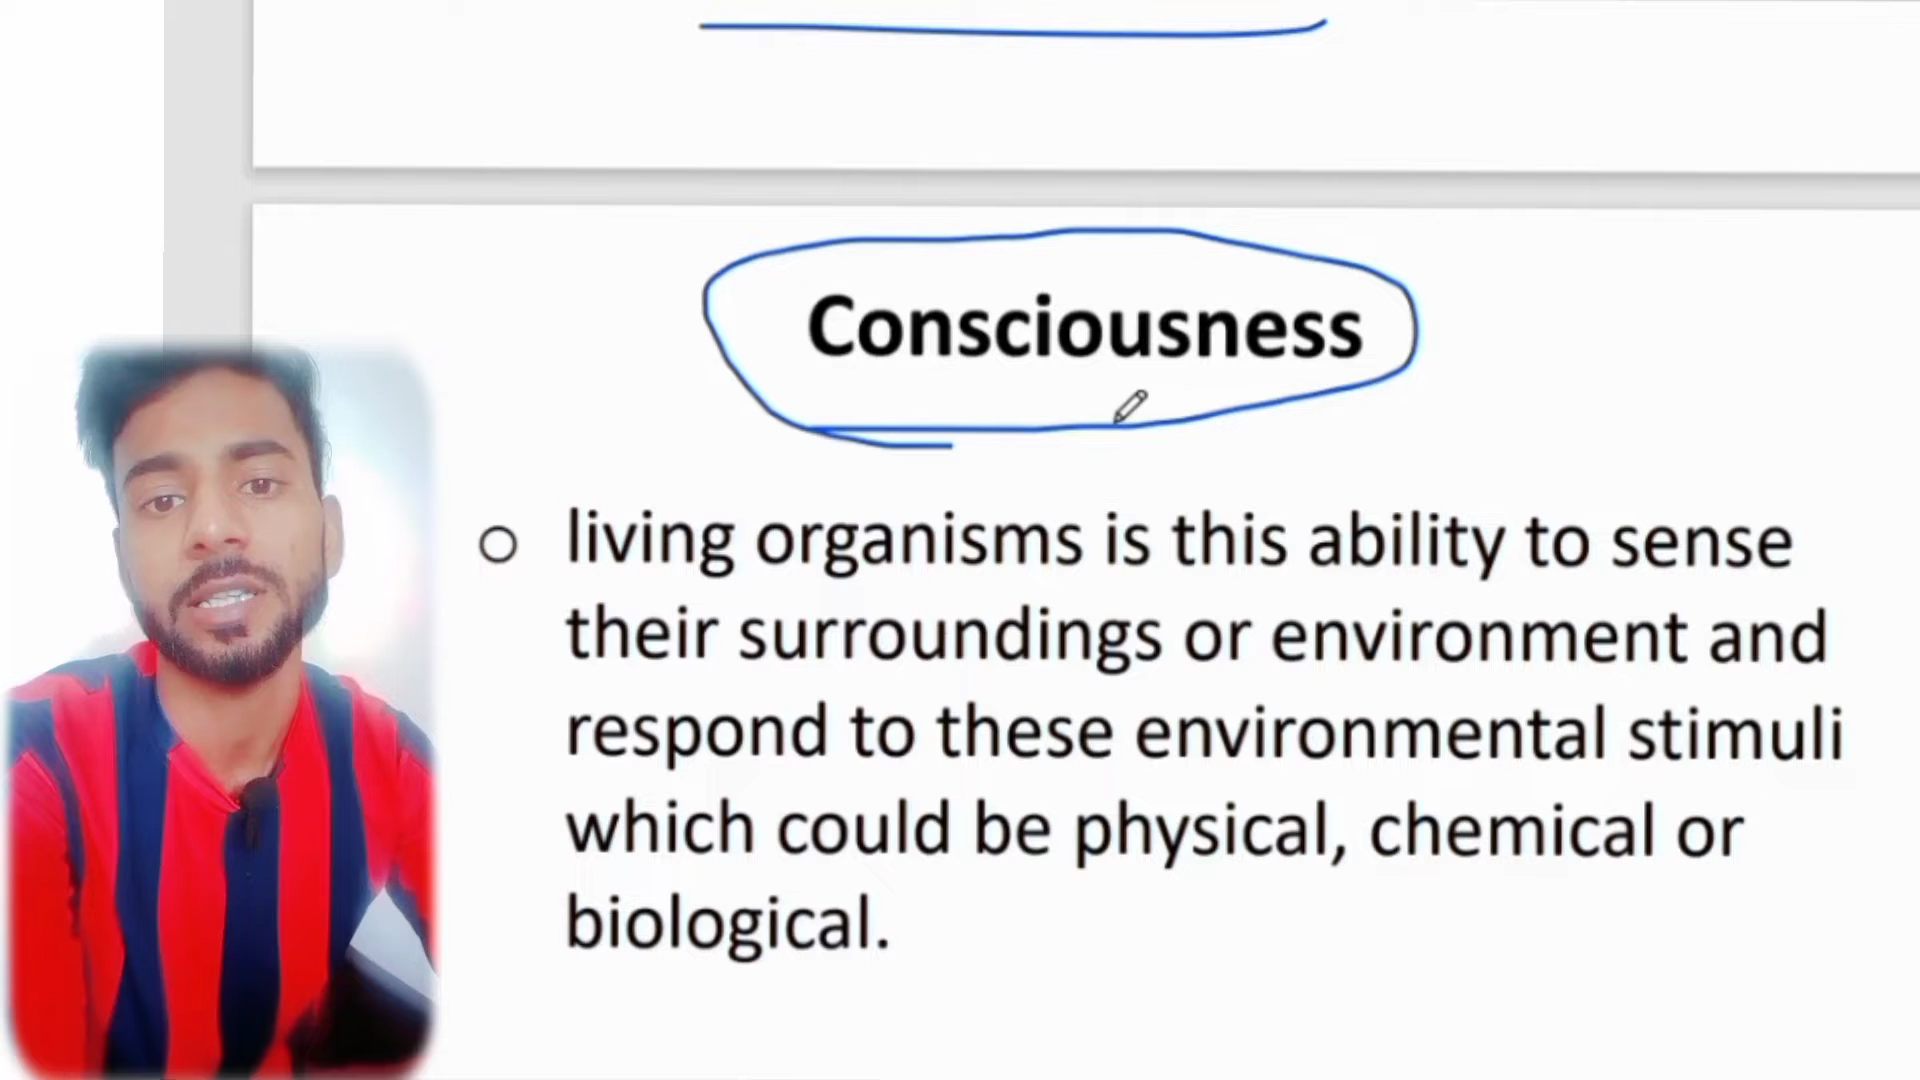 Consciousness
○ living organisms is this ability to sense
their surroundings or environment and
respond to these environmental stimuli
which could be physical, chemical or
biological.